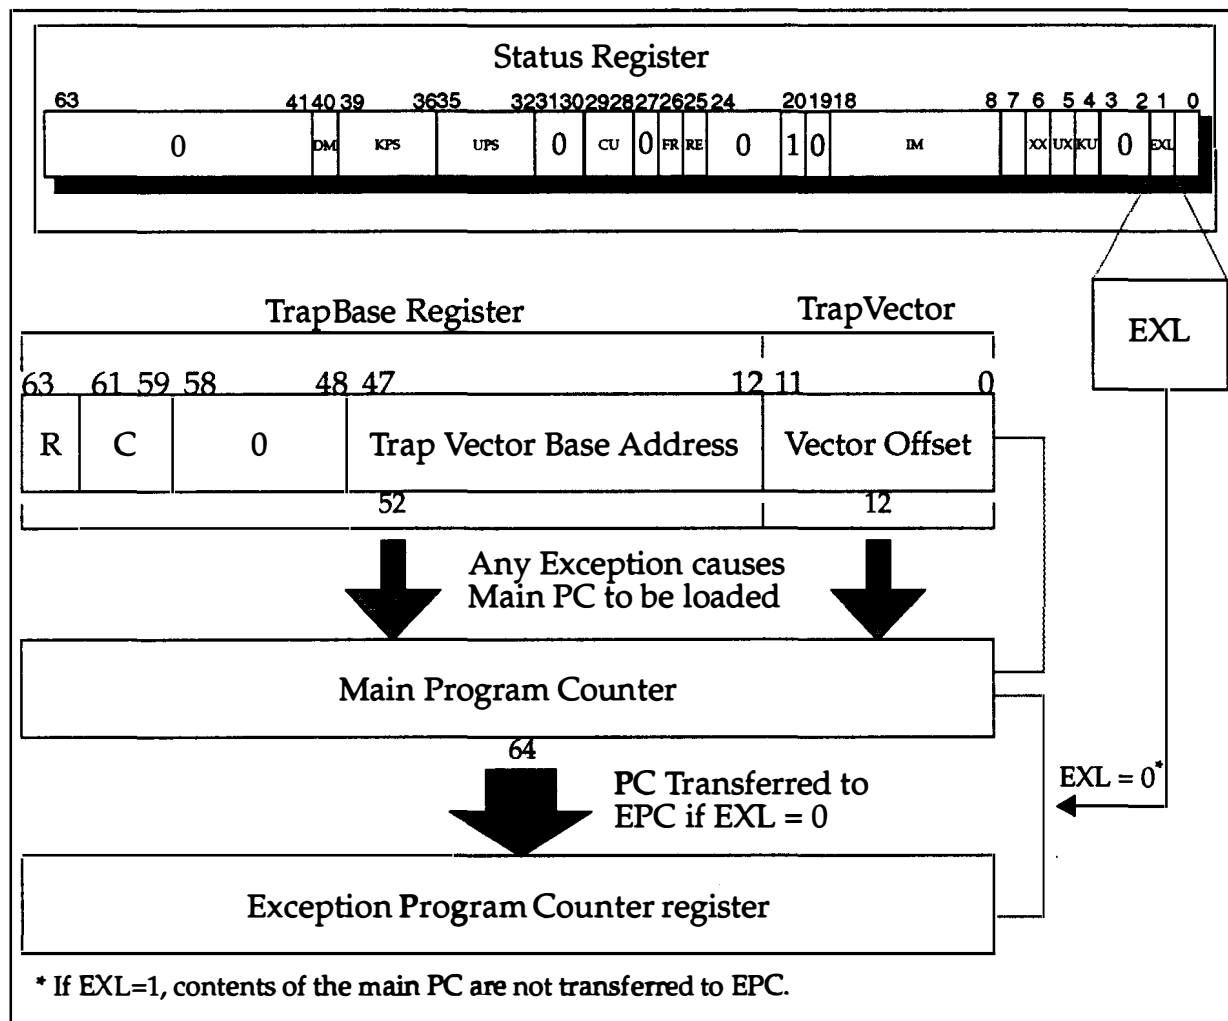 Status Register
63 41 40 39 36 35 32 31 30 29 28 27 26 25 24 20 19 18 8 7 6 5 4 3 2 1 0
0 DM KPS UPS 0 CU 0 FR RE 0 1 0 IM XX UX KU 0 EXL
TrapBase Register TrapVector
EXL
63 61 59 58 48 47 12 11 0
R C 0 Trap Vector Base Address Vector Offset
52 12
Any Exception causes
Main PC to be loaded
Main Program Counter
64
PC Transferred to
EPC if EXL = 0
EXL = 0*
Exception Program Counter register
* If EXL=1, contents of the main PC are not transferred to EPC.